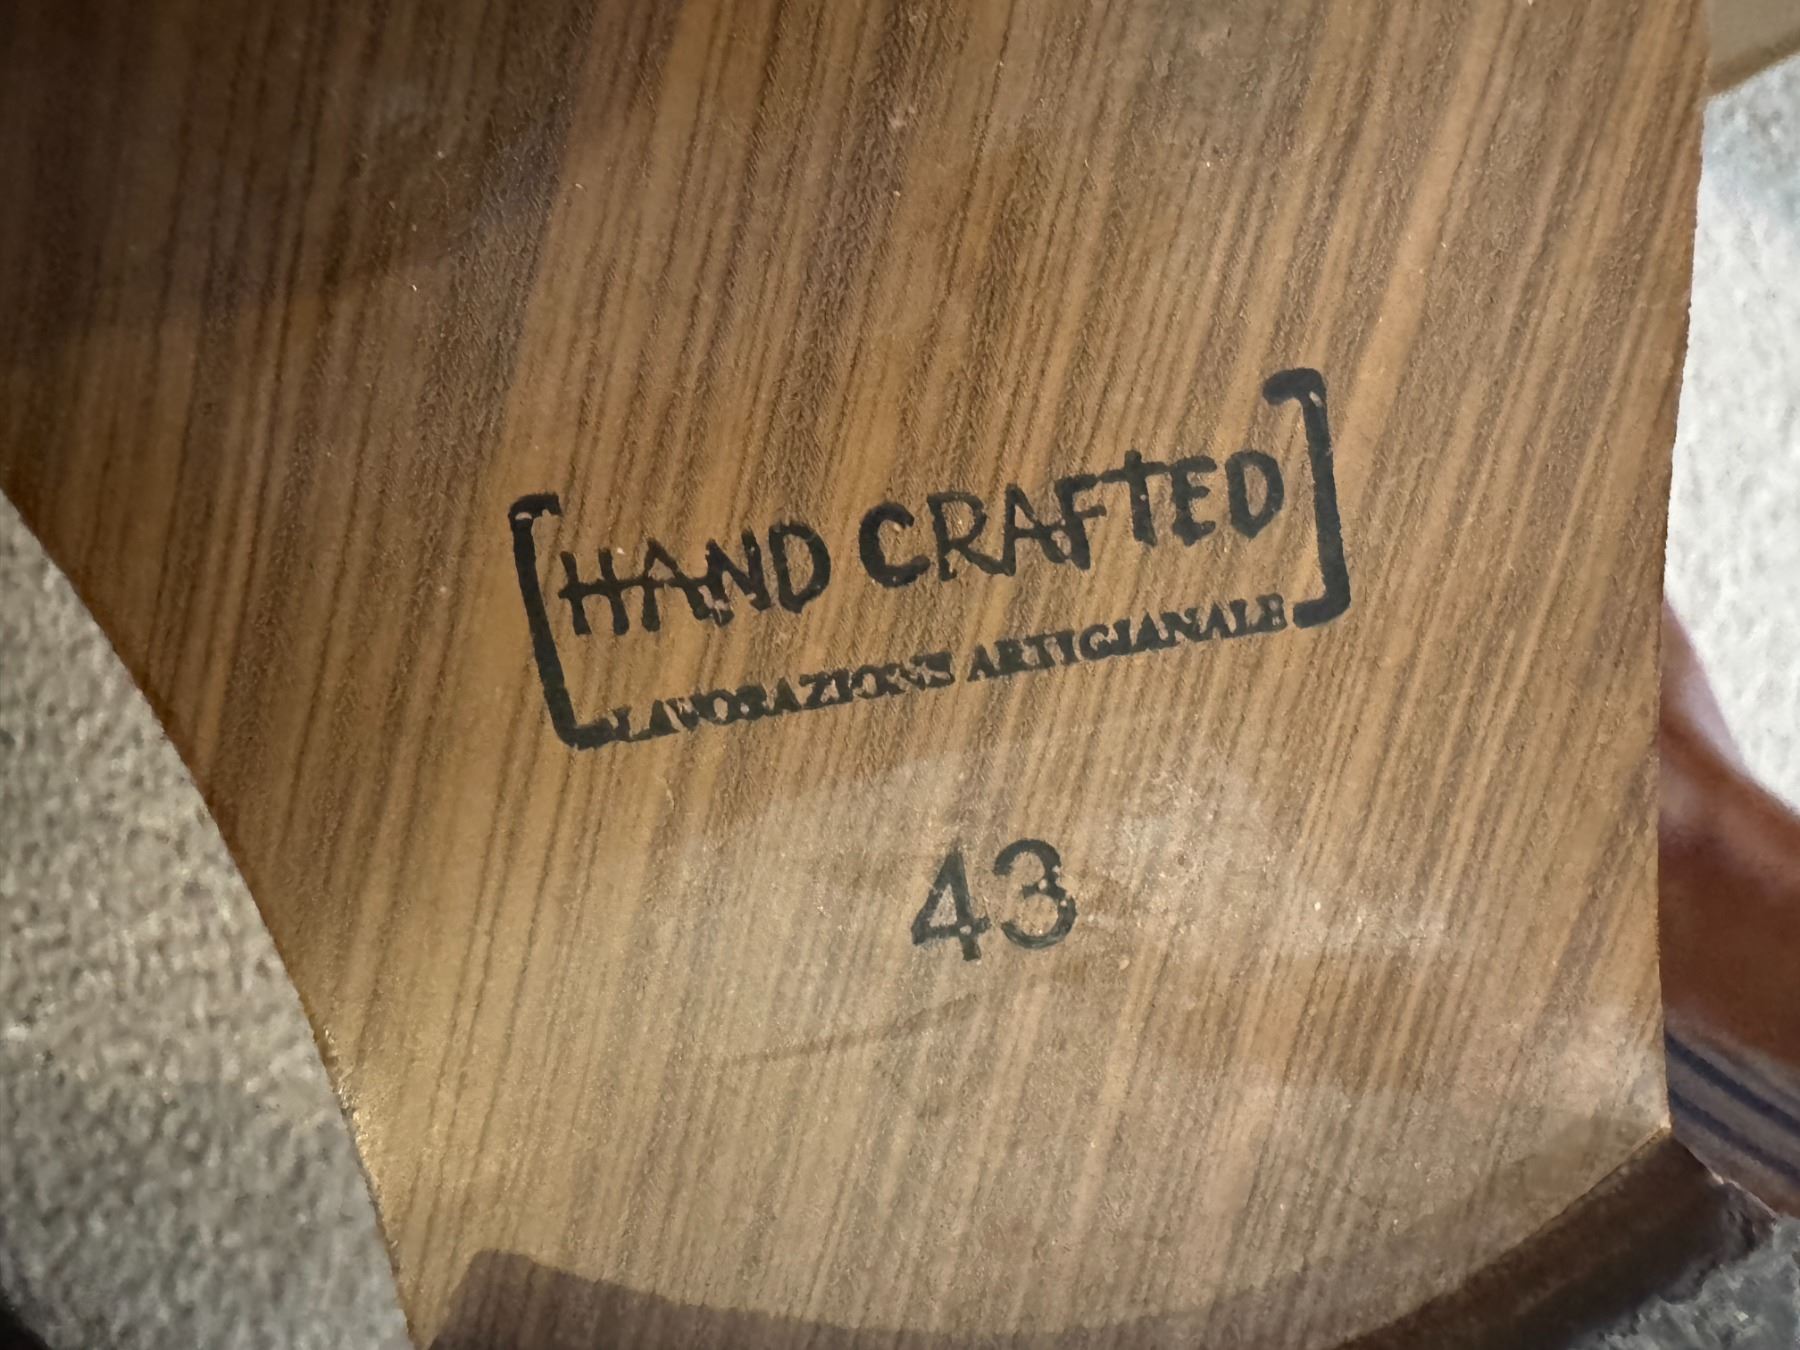 HAND CRAFTED
LAVORAZIONE ARTIGIANALE
43